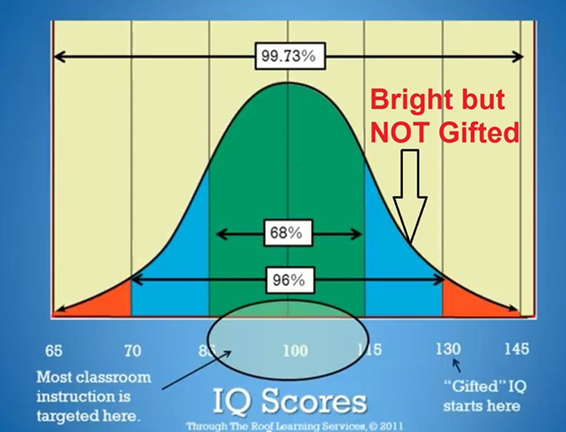 99.73%
Bright but
NOT Gifted
68%
96%
65 70 85 100 115 130 145
Most classroom
instruction is
targeted here.
"Gifted" IQ
starts here
IQ Scores
Through The Roof Learning Services, © 2011